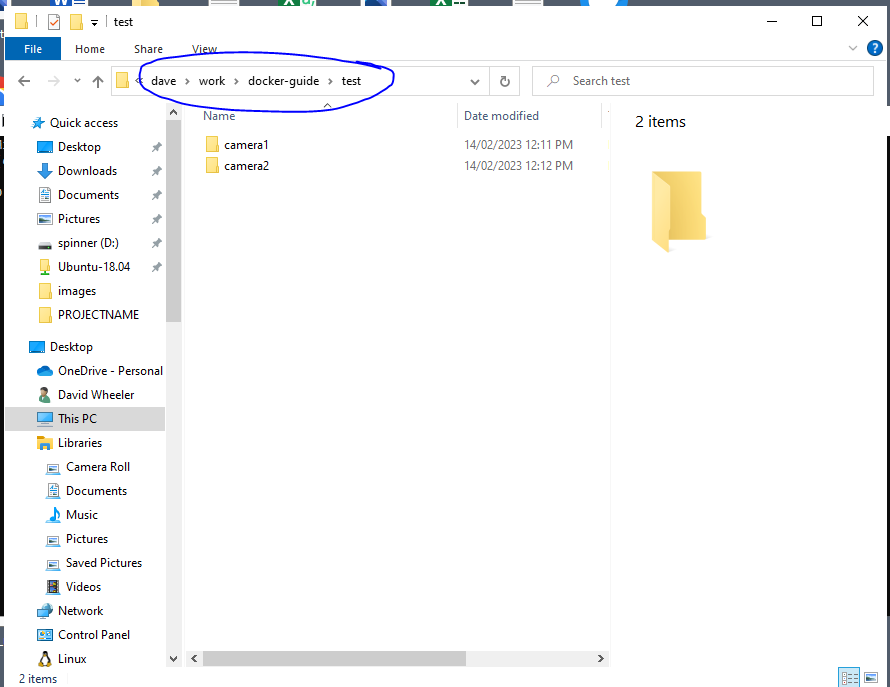 test
File Home Share View
« dave > work > docker-guide > test
Search test
Name Date modified
2 items
Quick access
Desktop
Downloads
Documents
Pictures
spinner (D:)
Ubuntu-18.04
images
PROJECTNAME
Desktop
OneDrive - Personal
David Wheeler
This PC
Libraries
Camera Roll
Documents
Music
Pictures
Saved Pictures
Videos
Network
Control Panel
Linux
camera1 14/02/2023 12:11 PM
camera2 14/02/2023 12:12 PM
2 items